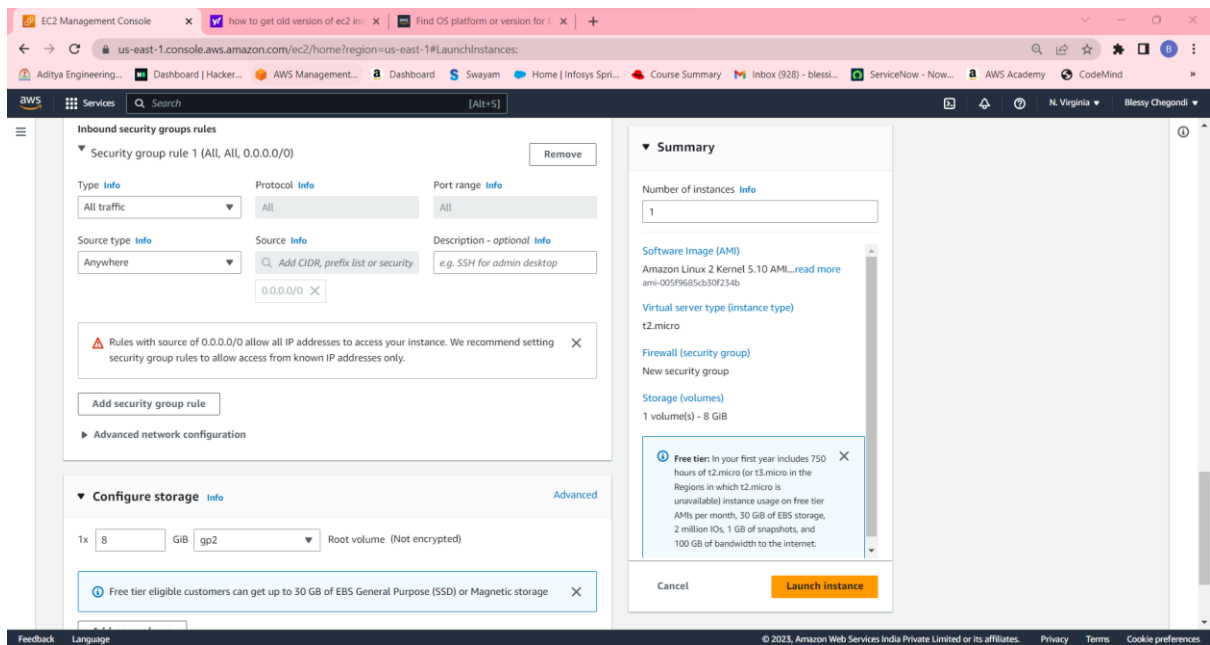 EC2 Management Console
how to get old version of ec2 ins
Find OS platform or version for E
us-east-1.console.aws.amazon.com/ec2/home?region=us-east-1#LaunchInstances:
Aditya Engineering...
Dashboard | Hacker...
AWS Management...
Dashboard
Swayam
Home | Infosys Spri...
Course Summary
Inbox (928) - blessi...
ServiceNow - Now...
AWS Academy
CodeMind
»
aws
Services
Search
[Alt+S]
N. Virginia
Blessy Chegondi
Inbound security groups rules
Security group rule 1 (All, All, 0.0.0.0/0)
Remove
Type Info
Protocol Info
Port range Info
All traffic
All
All
Source type Info
Source Info
Description - optional Info
Anywhere
Add CIDR, prefix list or security
e.g. SSH for admin desktop
0.0.0.0/0
Rules with source of 0.0.0.0/0 allow all IP addresses to access your instance. We recommend setting
security group rules to allow access from known IP addresses only.
Add security group rule
Advanced network configuration
Configure storage Info
Advanced
1x
8
GiB
gp2
Root volume (Not encrypted)
Free tier eligible customers can get up to 30 GB of EBS General Purpose (SSD) or Magnetic storage
Summary
Number of instances Info
1
Software Image (AMI)
Amazon Linux 2 Kernel 5.10 AMI...read more
ami-005f9685cb30f234b
Virtual server type (instance type)
t2.micro
Firewall (security group)
New security group
Storage (volumes)
1 volume(s) - 8 GiB
Free tier: In your first year includes 750
hours of t2.micro (or t3.micro in the
Regions in which t2.micro is
unavailable) instance usage on free tier
AMIs per month, 30 GiB of EBS storage,
2 million IOs, 1 GB of snapshots, and
100 GB of bandwidth to the internet.
Cancel
Launch instance
Feedback
Language
© 2023, Amazon Web Services India Private Limited or its affiliates.
Privacy
Terms
Cookie preferences